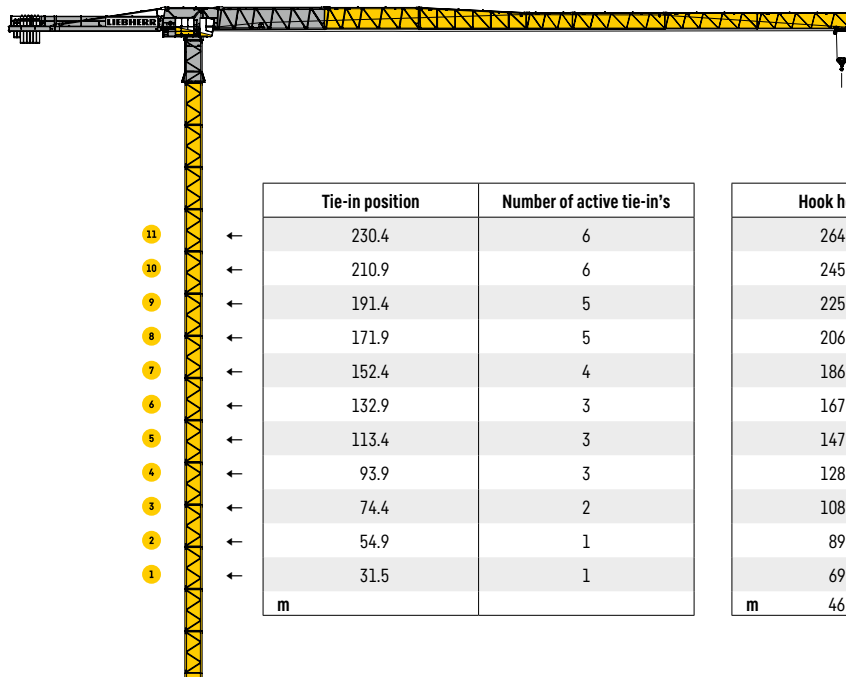 LIEBHERR
Tie-in position Number of active tie-in's Hook h
11 ← 230.4 6 264
10 ← 210.9 6 245
9 ← 191.4 5 225
8 ← 171.9 5 206
7 ← 152.4 4 186
6 ← 132.9 3 167
5 ← 113.4 3 147
4 ← 93.9 3 128
3 ← 74.4 2 108
2 ← 54.9 1 89
1 ← 31.5 1 69
m m 46